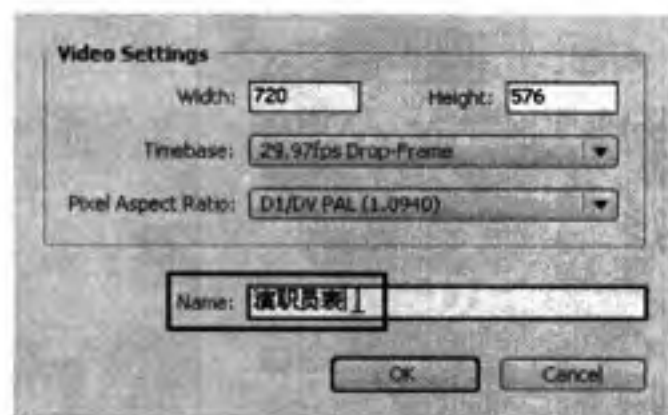 Video Settings
Width: 720 Height: 576
Timebase: 29.97fps Drop-Frame
Pixel Aspect Ratio: D1/DV PAL (1.0940)
Name: 演职员表
OK Cancel